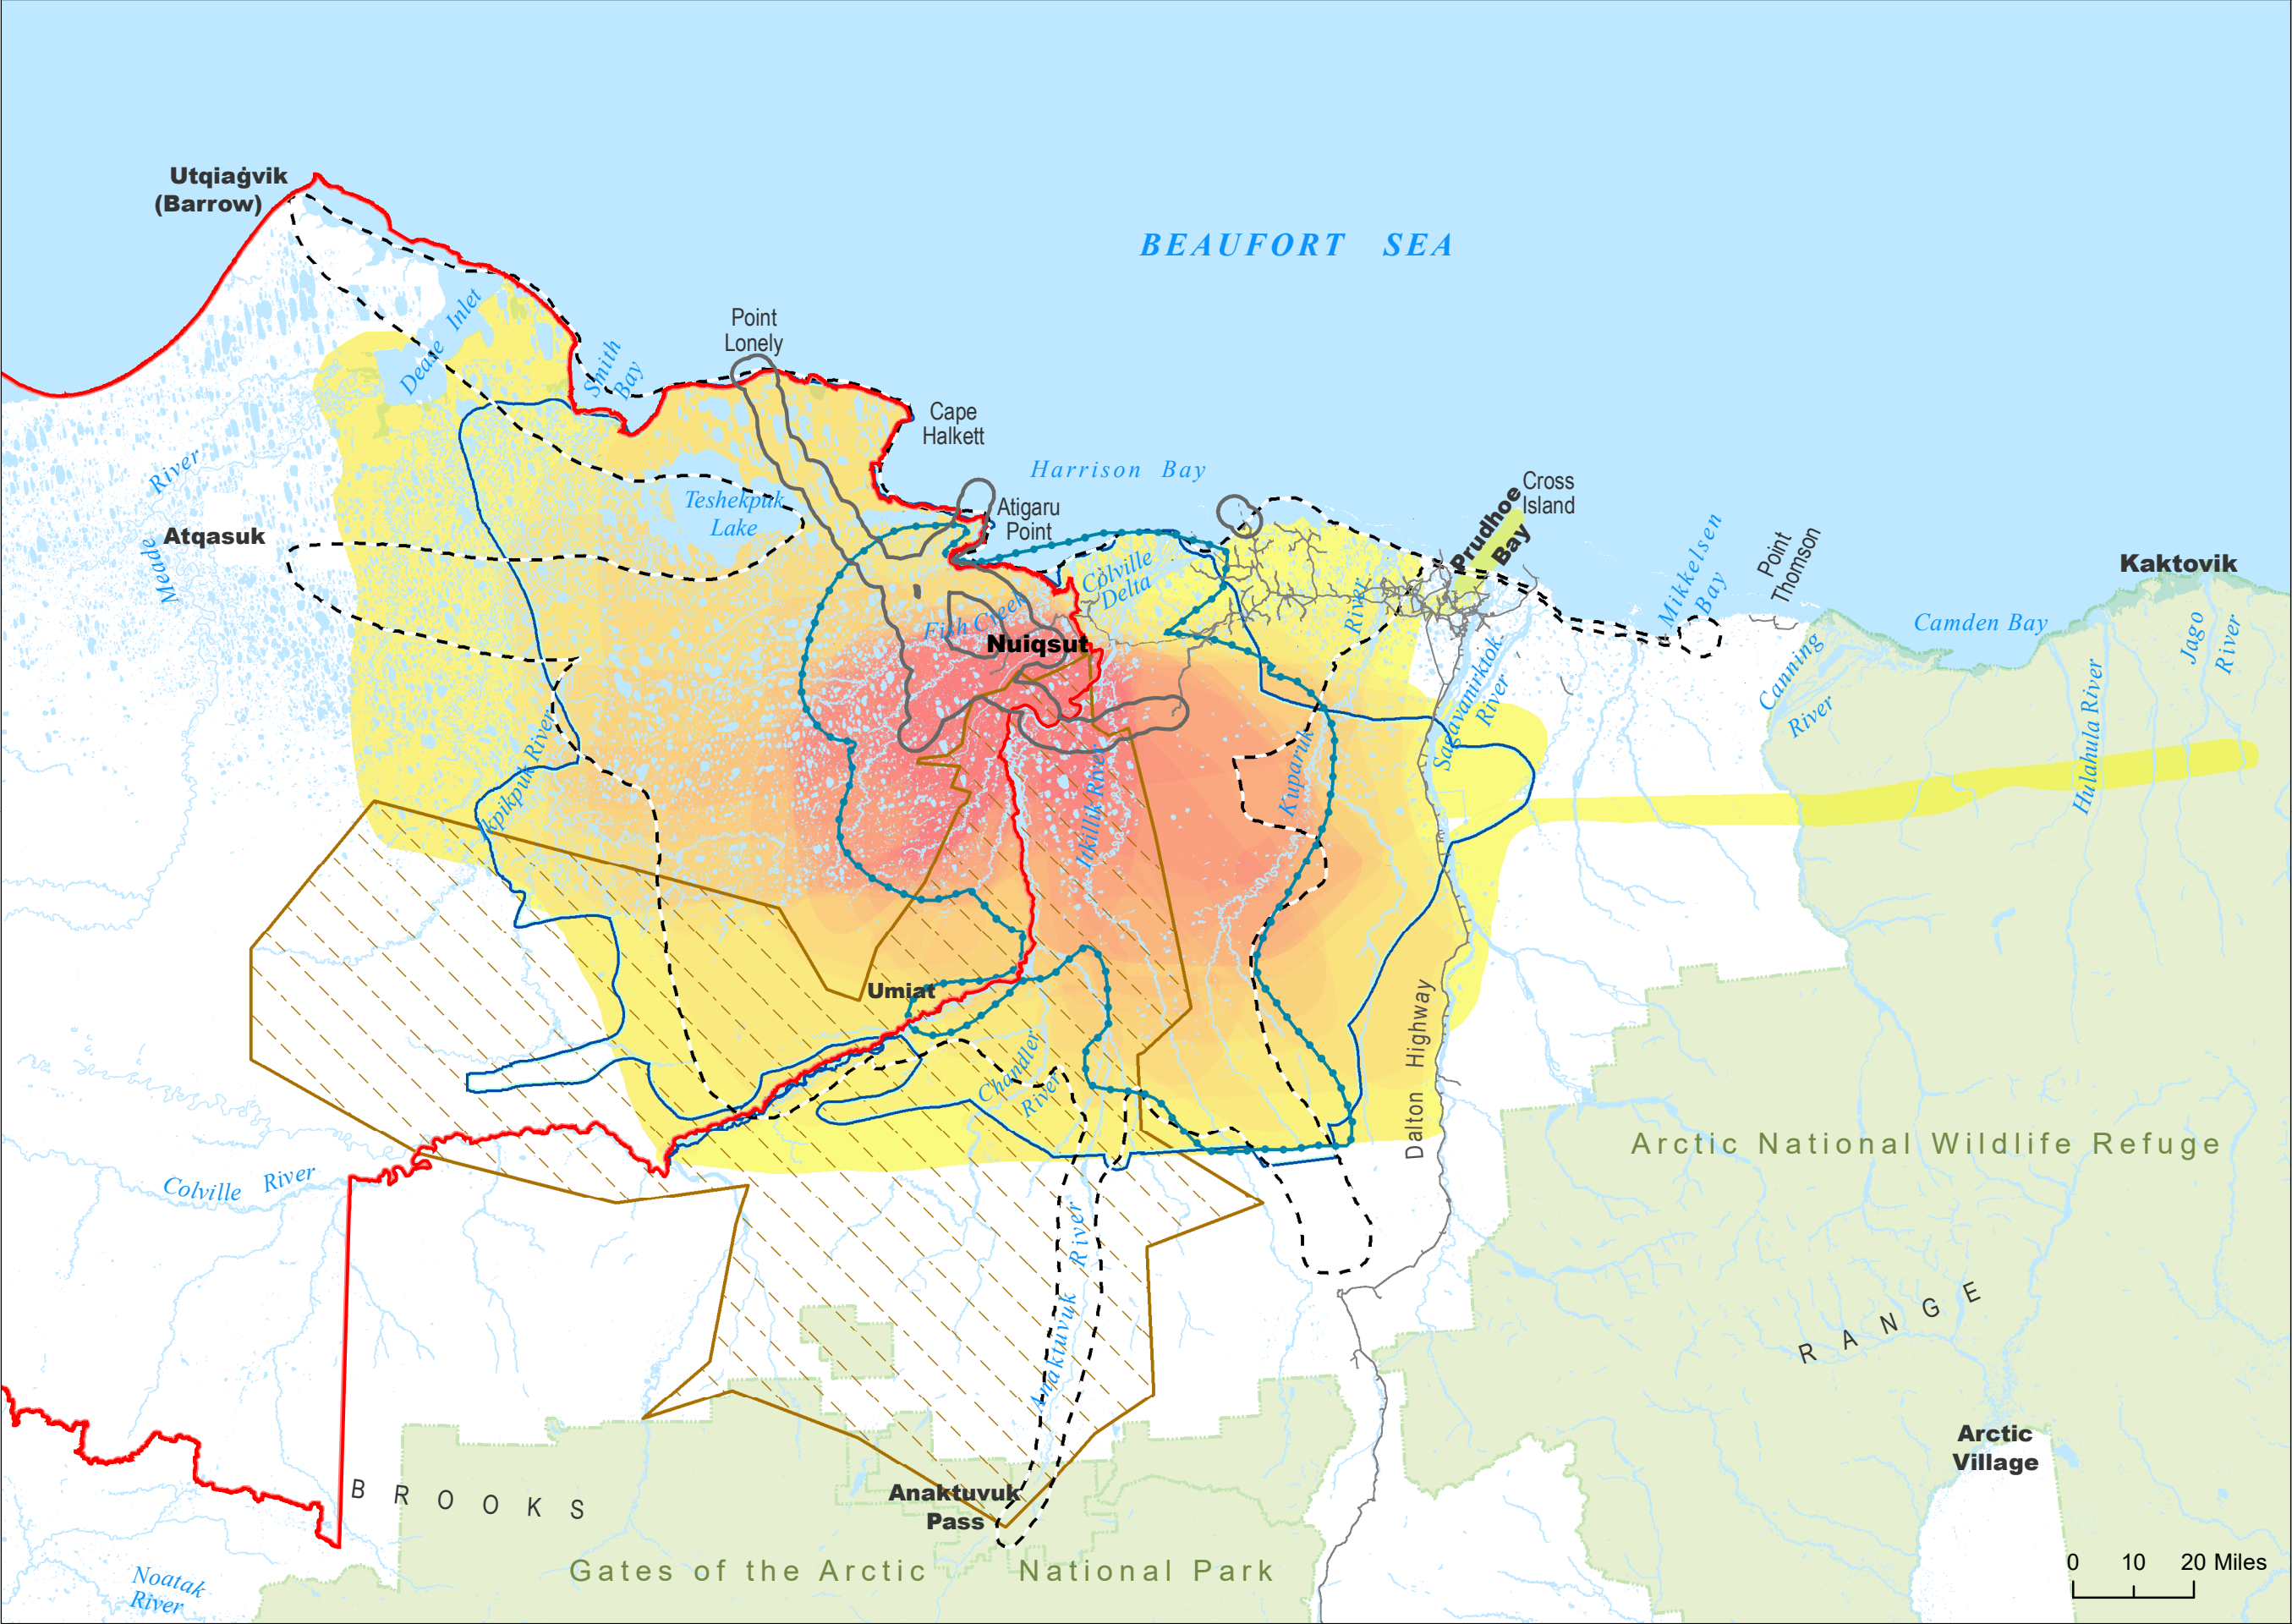 Utqiaġvik
(Barrow)
BEAUFORT SEA
Dease Inlet
Smith
Bay
Point
Lonely
Cape
Halkett
Harrison Bay
Meade River
Atqasuk
Teshekpuk
Lake
Atigaru
Point
Colville
Delta
Prudhoe
Bay
Cross
Island
Mikkelsen
Bay
Point
Thomson
Kaktovik
Camden Bay
Fish Creek
Nuiqsut
Kuparuk River
Sagavanirktok
River
Canning
River
Hulahula River
Jago
River
Ikpikpuk River
Itkillik River
Umiat
Chandler
River
Dalton Highway
Colville River
Arctic National Wildlife Refuge
Anaktuvuk River
BROOKS RANGE
Arctic
Village
Anaktuvuk
Pass
Gates of the Arctic National Park
Noatak
River
0 10 20 Miles